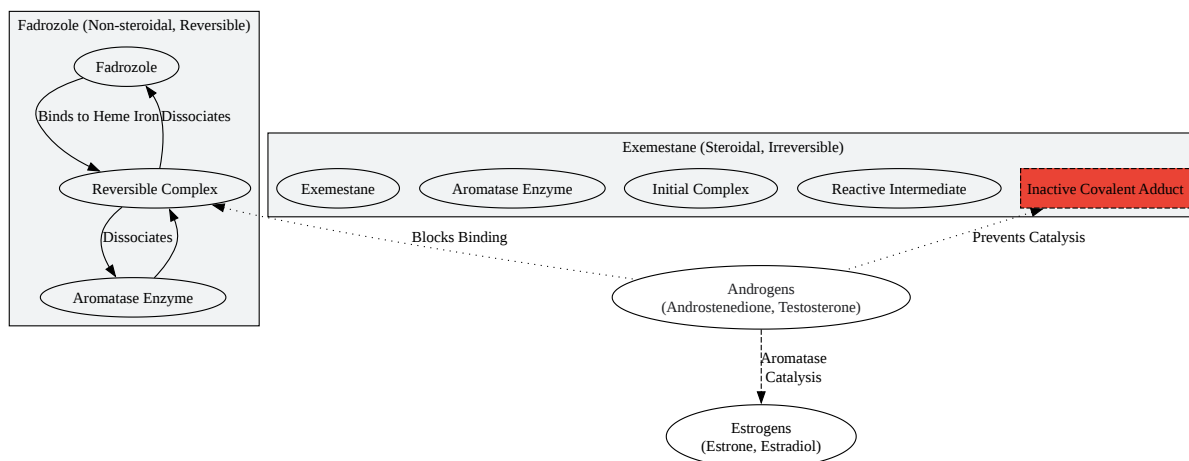 Fadrozole (Non-steroidal, Reversible)
Fadrozole
Binds to Heme Iron
Dissociates
Reversible Complex
Dissociates
Aromatase Enzyme
Exemestane (Steroidal, Irreversible)
Exemestane
Aromatase Enzyme
Initial Complex
Reactive Intermediate
Inactive Covalent Adduct
Blocks Binding
Prevents Catalysis
Androgens
(Androstenedione, Testosterone)
Aromatase
Catalysis
Estrogens
(Estrone, Estradiol)